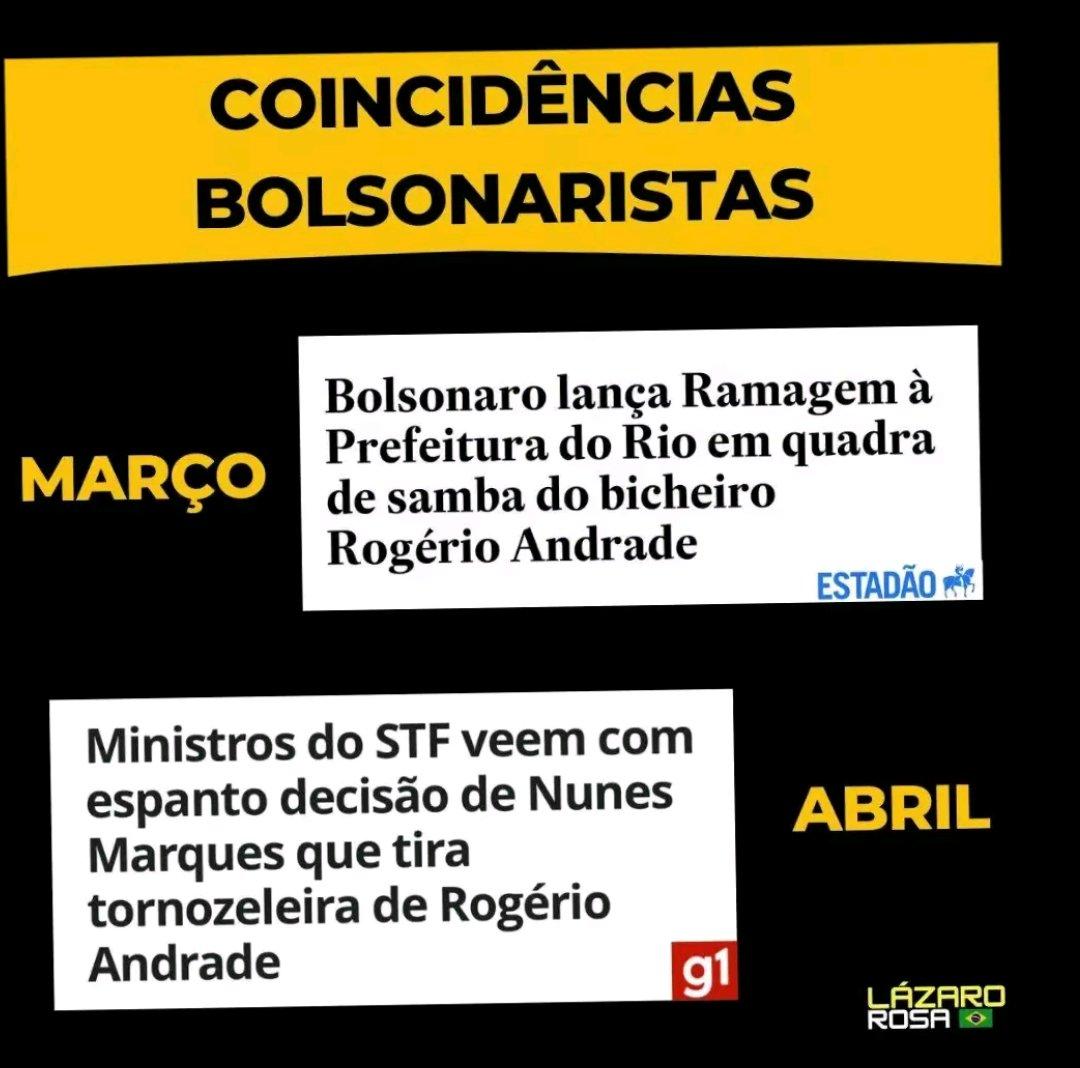 COINCIDÊNCIAS
BOLSONARISTAS
MARÇO
Bolsonaro lança Ramagem à
Prefeitura do Rio em quadra
de samba do bicheiro
Rogério Andrade
ESTADÃO
Ministros do STF veem com
espanto decisão de Nunes
Marques que tira
tornozeleira de Rogério
Andrade
g1
ABRIL
LÁZARO
ROSA